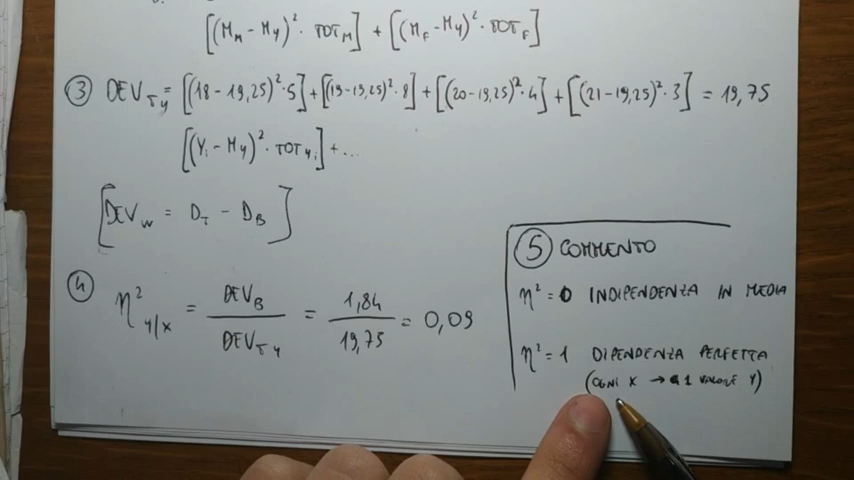 [(M_M - M_Y)² · TOT_M] + [(M_F - M_Y)² · TOT_F]
③ DEV_TY = [(18 - 19,25)² · 5] + [(19 - 19,25)² · 8] + [(20 - 19,25)² · 4] + [(21 - 19,25)² · 3] = 19,75
[(Y_i - M_Y)² · TOT_Yi] + ...
[DEV_W = D_T - D_B]
④ η²_Y/X = DEV_B / DEV_TY = 1,84 / 19,75 = 0,09
⑤ COMMENTO
η² = 0 INDIPENDENZA IN MEDIA
η² = 1 DIPENDENZA PERFETTA
(OGNI X → 1 VALORE Y)